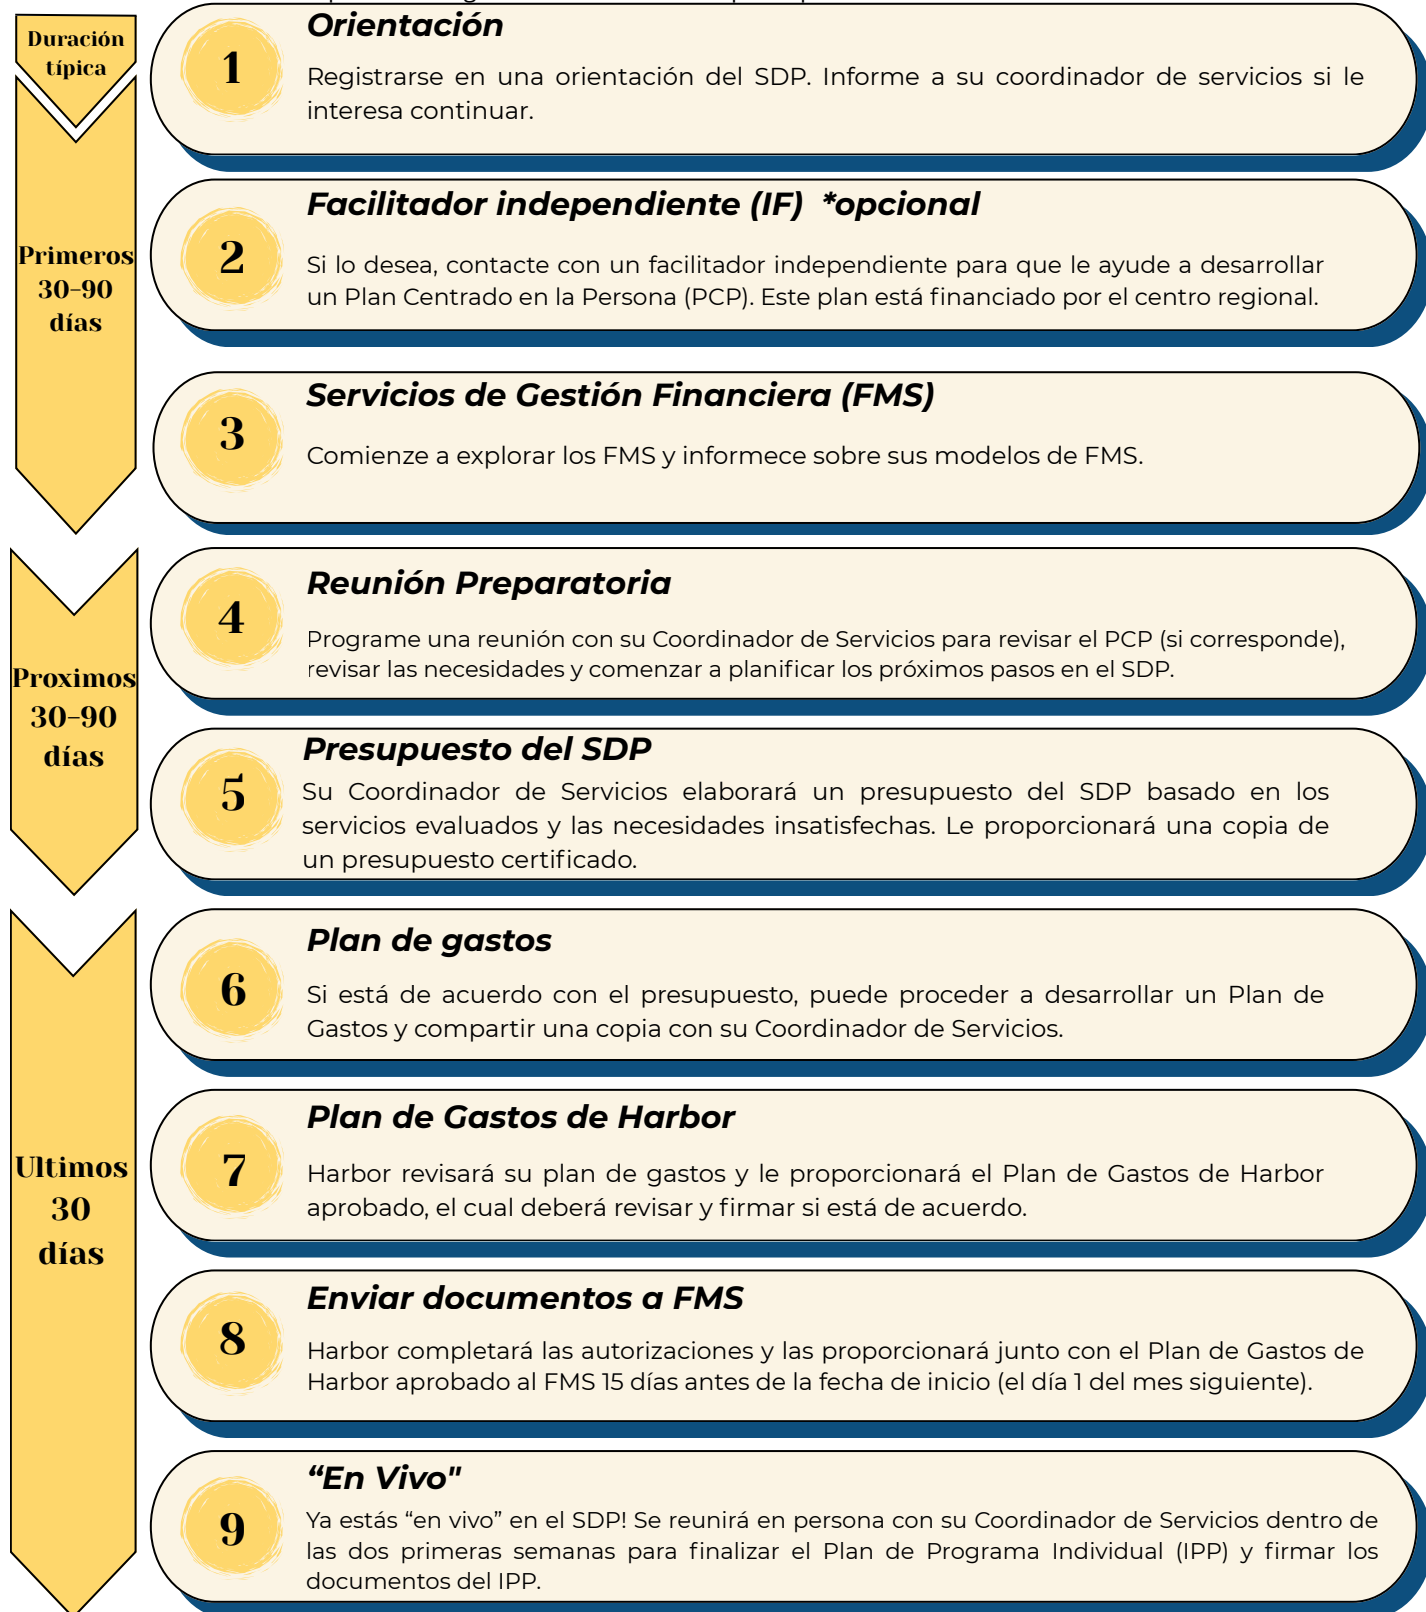 Duración
típica
1
Orientación
Registrarse en una orientación del SDP. Informe a su coordinador de servicios si le
interesa continuar.
Primeros
30-90
días
2
Facilitador independiente (IF) *opcional
Si lo desea, contacte con un facilitador independiente para que le ayude a desarrollar
un Plan Centrado en la Persona (PCP). Este plan está financiado por el centro regional.
3
Servicios de Gestión Financiera (FMS)
Comienze a explorar los FMS y informece sobre sus modelos de FMS.
Proximos
30-90
días
4
Reunión Preparatoria
Programe una reunión con su Coordinador de Servicios para revisar el PCP (si corresponde),
revisar las necesidades y comenzar a planificar los próximos pasos en el SDP.
5
Presupuesto del SDP
Su Coordinador de Servicios elaborará un presupuesto del SDP basado en los
servicios evaluados y las necesidades insatisfechas. Le proporcionará una copia de
un presupuesto certificado.
Ultimos
30
días
6
Plan de gastos
Si está de acuerdo con el presupuesto, puede proceder a desarrollar un Plan de
Gastos y compartir una copia con su Coordinador de Servicios.
7
Plan de Gastos de Harbor
Harbor revisará su plan de gastos y le proporcionará el Plan de Gastos de Harbor
aprobado, el cual deberá revisar y firmar si está de acuerdo.
8
Enviar documentos a FMS
Harbor completará las autorizaciones y las proporcionará junto con el Plan de Gastos de
Harbor aprobado al FMS 15 días antes de la fecha de inicio (el día 1 del mes siguiente).
9
“En Vivo"
Ya estás “en vivo” en el SDP! Se reunirá en persona con su Coordinador de Servicios dentro de
las dos primeras semanas para finalizar el Plan de Programa Individual (IPP) y firmar los
documentos del IPP.